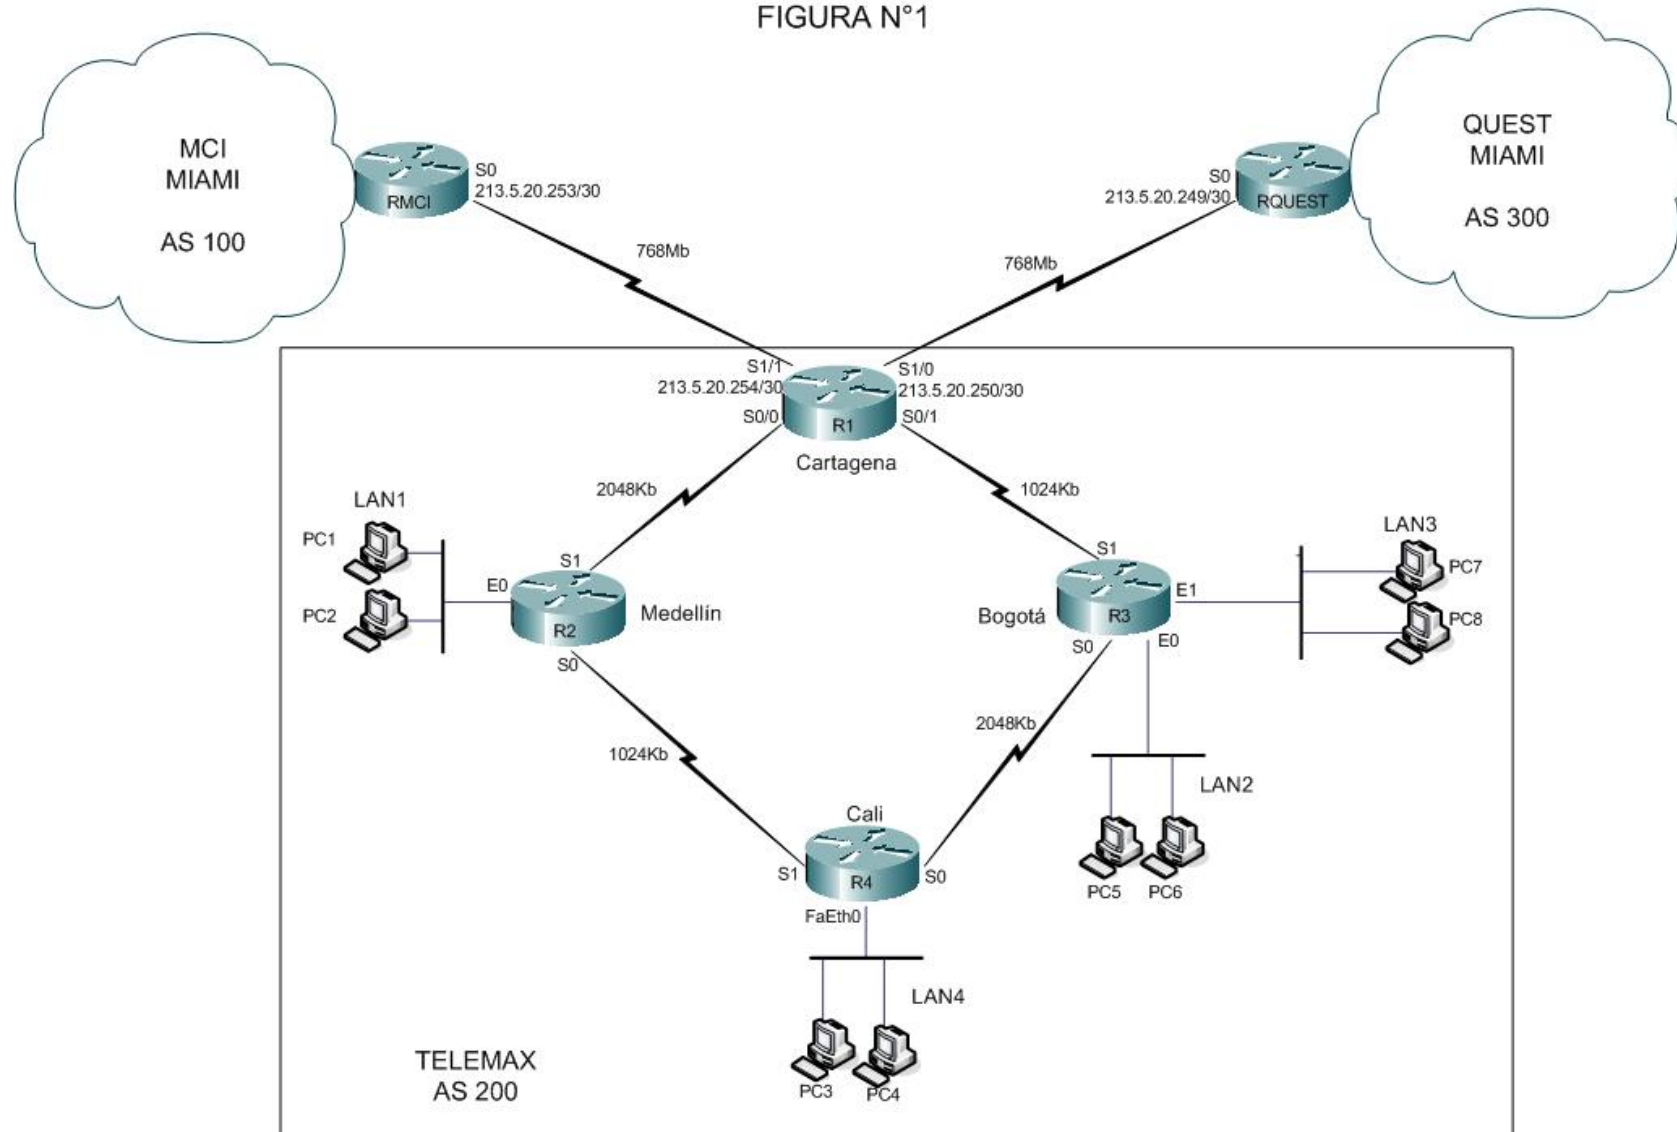 FIGURA N°1
MCI
MIAMI
AS 100
RMCI
S0
213.5.20.253/30
768Mb
QUEST
MIAMI
AS 300
RQUEST
S0
213.5.20.249/30
768Mb
S1/1
213.5.20.254/30
S0/0
S1/0
213.5.20.250/30
S0/1
R1
Cartagena
2048Kb
1024Kb
LAN1
PC1
PC2
E0
S1
R2
Medellín
S0
Bogotá
S1
R3
E1
S0
E0
LAN3
PC7
PC8
1024Kb
2048Kb
LAN2
PC5
PC6
Cali
S1
R4
S0
FaEth0
LAN4
PC3
PC4
TELEMAX
AS 200